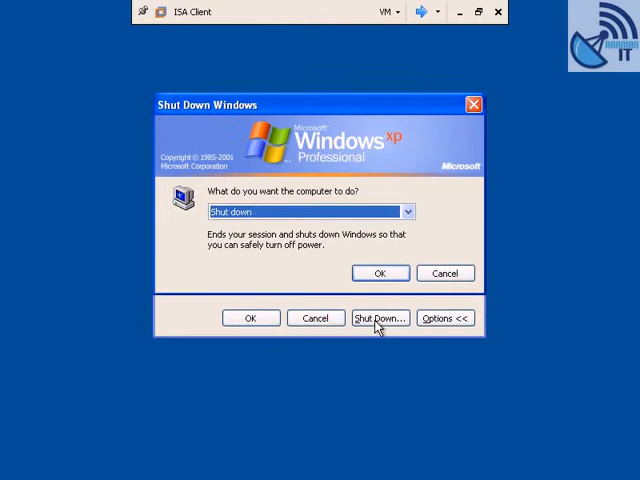 ISA Client
VM
Shut Down Windows
Microsoft
Windows xp
Professional
Copyright © 1985-2001
Microsoft Corporation
Microsoft
What do you want the computer to do?
Shut down
Ends your session and shuts down Windows so that
you can safely turn off power.
OK
Cancel
OK
Cancel
Shut Down...
Options <<
IT